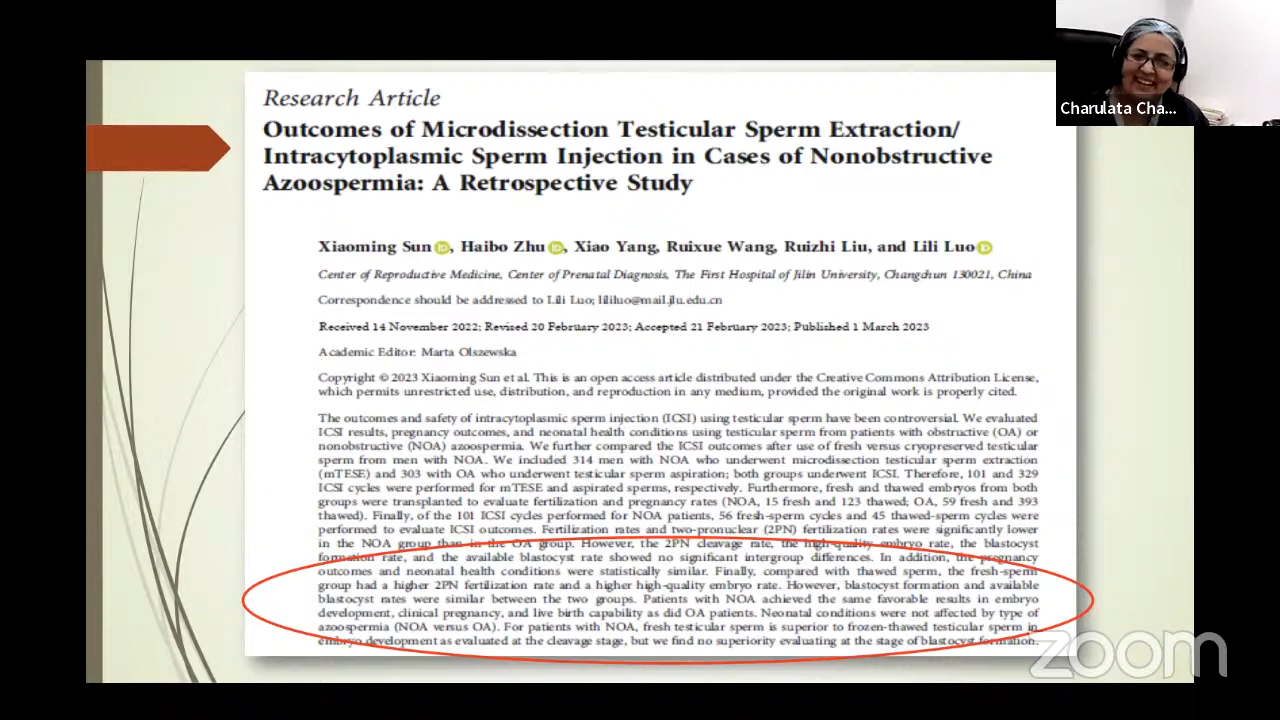 Charulata Cha...
Research Article
Outcomes of Microdissection Testicular Sperm Extraction/
Intracytoplasmic Sperm Injection in Cases of Nonobstructive
Azoospermia: A Retrospective Study
Xiaoming Sun, Haibo Zhu, Xiao Yang, Ruixue Wang, Ruizhi Liu, and Lili Luo
Center of Reproductive Medicine, Center of Prenatal Diagnosis, The First Hospital of Jilin University, Changchun 130021, China
Correspondence should be addressed to Lili Luo; lililuo@mail.jlu.edu.cn
Received 14 November 2022; Revised 20 February 2023; Accepted 21 February 2023; Published 1 March 2023
Academic Editor: Marta Olszewska
Copyright © 2023 Xiaoming Sun et al. This is an open access article distributed under the Creative Commons Attribution License,
which permits unrestricted use, distribution, and reproduction in any medium, provided the original work is properly cited.
The outcomes and safety of intracytoplasmic sperm injection (ICSI) using testicular sperm have been controversial. We evaluated
ICSI results, pregnancy outcomes, and neonatal health conditions using testicular sperm from patients with obstructive (OA) or
nonobstructive (NOA) azoospermia. We further compared the ICSI outcomes after use of fresh versus cryopreserved testicular
sperm from men with NOA. We included 314 men with NOA who underwent microdissection testicular sperm extraction
(mTESE) and 303 with OA who underwent testicular sperm aspiration; both groups underwent ICSI. Therefore, 101 and 329
ICSI cycles were performed for mTESE and aspirated sperms, respectively. Furthermore, fresh and thawed embryos from both
groups were transplanted to evaluate fertilization and pregnancy rates (NOA, 15 fresh and 123 thawed; OA, 59 fresh and 393
thawed). Finally, of the 101 ICSI cycles performed for NOA patients, 56 fresh-sperm cycles and 45 thawed-sperm cycles were
performed to evaluate ICSI outcomes. Fertilization rates and two-pronuclear (2PN) fertilization rates were significantly lower
in the NOA group than in the OA group. However, the 2PN cleavage rate, the high-quality embryo rate, the blastocyst
formation rate, and the available blastocyst rate showed no significant intergroup differences. In addition, the pregnancy
outcomes and neonatal health conditions were statistically similar. Finally, compared with thawed sperm, the fresh-sperm
group had a higher 2PN fertilization rate and a higher high-quality embryo rate. However, blastocyst formation and available
blastocyst rates were similar between the two groups. Patients with NOA achieved the same favorable results in embryo
development, clinical pregnancy, and live birth capability as did OA patients. Neonatal conditions were not affected by type of
azoospermia (NOA versus OA). For patients with NOA, fresh testicular sperm is superior to frozen-thawed testicular sperm in
embryo development as evaluated at the cleavage stage, but we find no superiority evaluating at the stage of blastocyst formation.
zoom